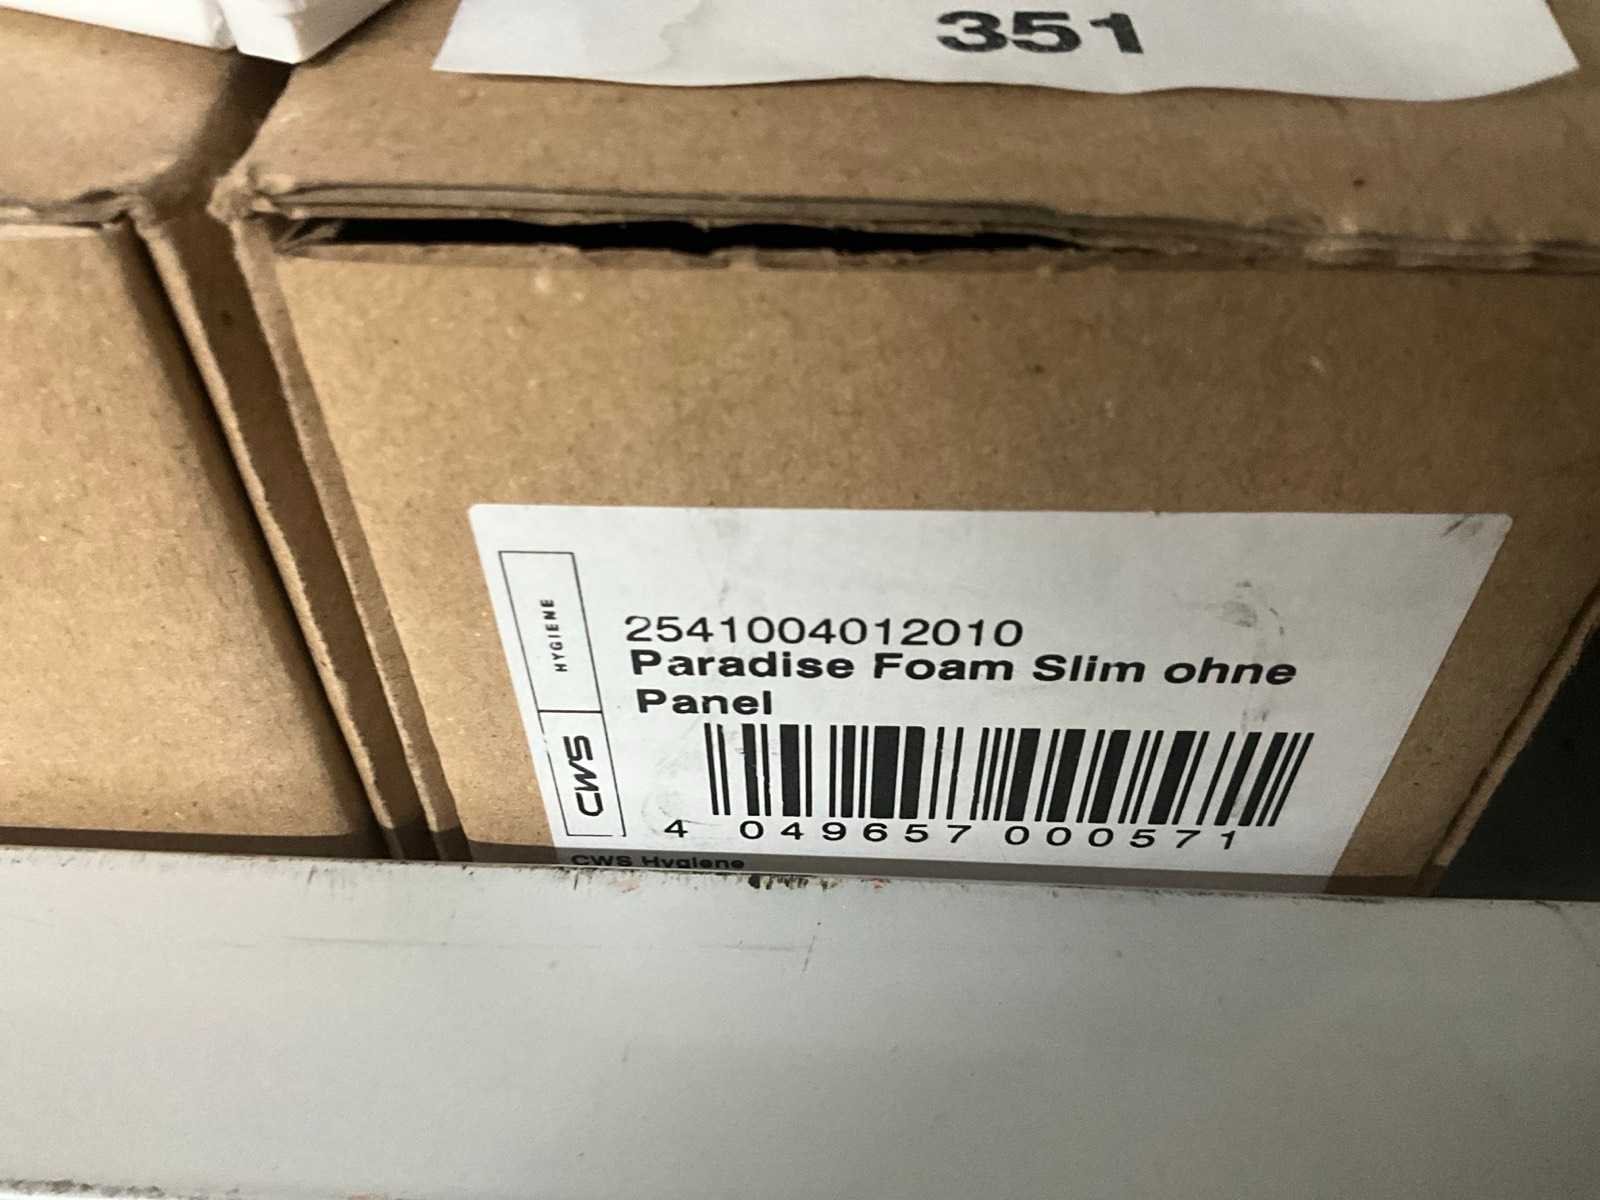 351
HYGIENE
CWS
2541004012010
Paradise Foam Slim ohne
Panel
4 049657 000571
CWS Hygiene